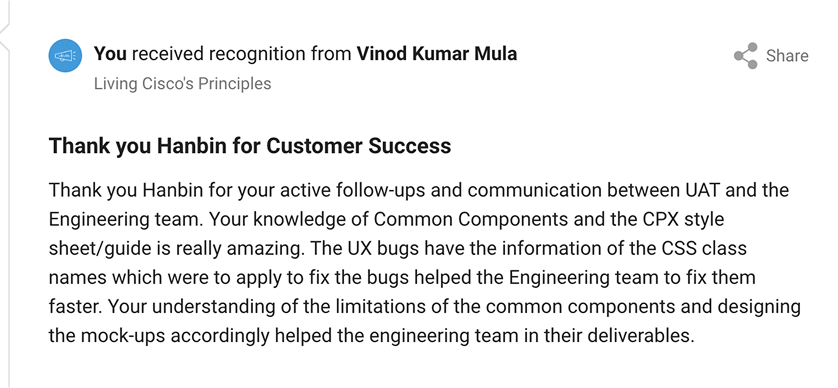 You received recognition from Vinod Kumar Mula
Share
Living Cisco's Principles
Thank you Hanbin for Customer Success
Thank you Hanbin for your active follow-ups and communication between UAT and the
Engineering team. Your knowledge of Common Components and the CPX style
sheet/guide is really amazing. The UX bugs have the information of the CSS class
names which were to apply to fix the bugs helped the Engineering team to fix them
faster. Your understanding of the limitations of the common components and designing
the mock-ups accordingly helped the engineering team in their deliverables.